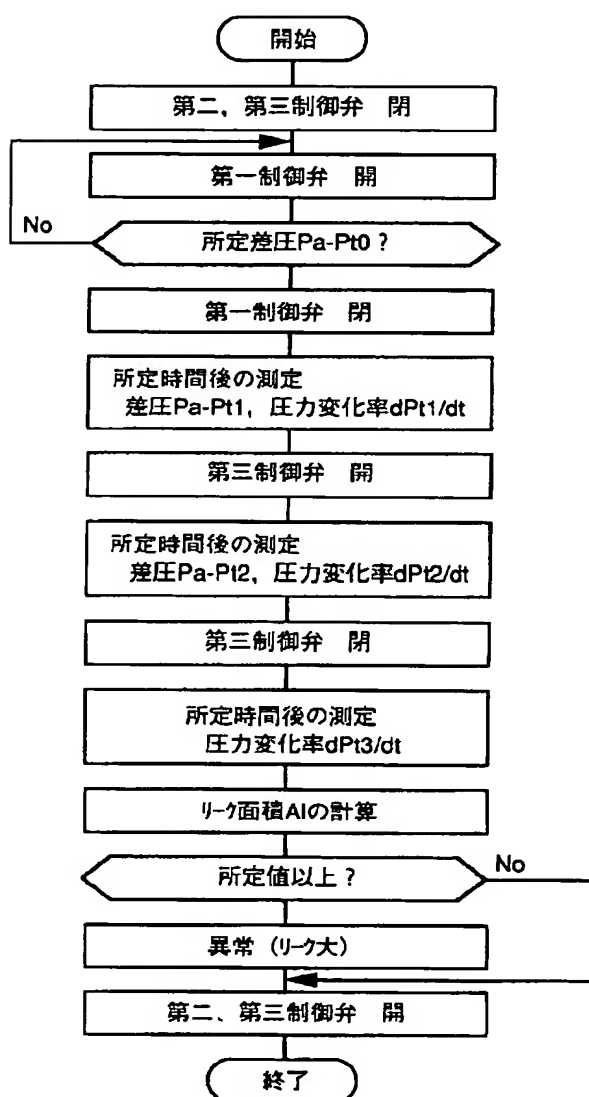 開始
第二，第三制御弁 閉
第一制御弁 開
No
所定差圧Pa-Pt0？
第一制御弁 閉
所定時間後の測定
差圧Pa-Pt1，圧力変化率dPt1/dt
第三制御弁 開
所定時間後の測定
差圧Pa-Pt2，圧力変化率dPt2/dt
第三制御弁 閉
所定時間後の測定
圧力変化率dPt3/dt
ﾘｰｸ面積Alの計算
所定値以上？
No
異常（ﾘｰｸ大）
第二、第三制御弁 開
終了